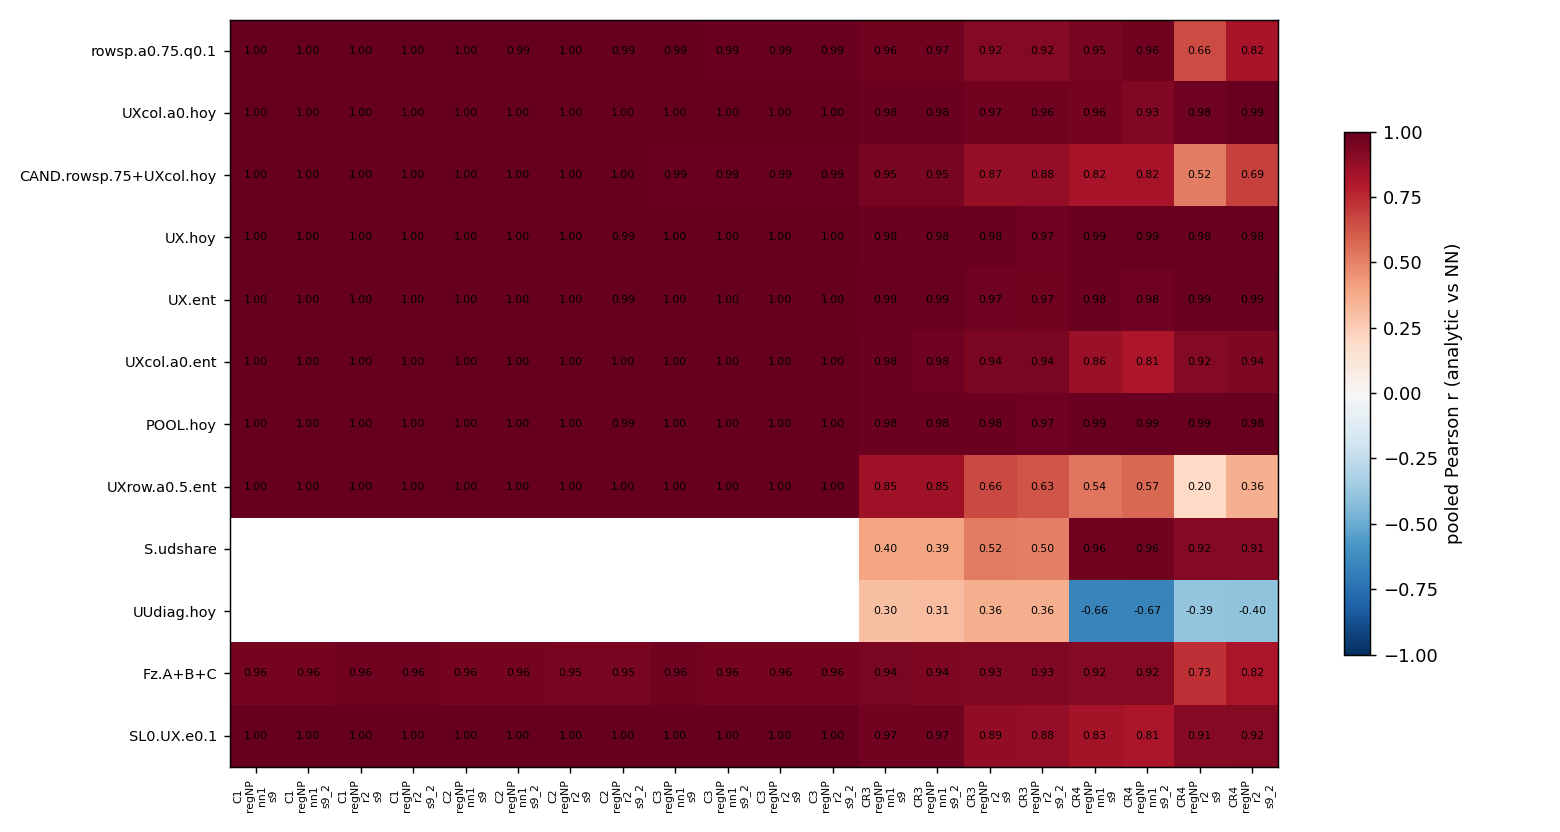 rowsp.a0.75.q0.1 1.00 1.00 1.00 1.00 1.00 0.99 1.00 0.99 0.99 0.99 0.99 0.99 0.96 0.97 0.92 0.92 0.95 0.96 0.66 0.82
UXcol.a0.hoy 1.00 1.00 1.00 1.00 1.00 1.00 1.00 1.00 1.00 1.00 1.00 1.00 0.98 0.98 0.97 0.96 0.96 0.93 0.98 0.99
CAND.rowsp.75+UXcol.hoy 1.00 1.00 1.00 1.00 1.00 1.00 1.00 1.00 0.99 0.99 0.99 0.99 0.95 0.95 0.87 0.88 0.82 0.82 0.52 0.69
UX.hoy 1.00 1.00 1.00 1.00 1.00 1.00 1.00 0.99 1.00 1.00 1.00 1.00 0.98 0.98 0.98 0.97 0.99 0.99 0.98 0.98
UX.ent 1.00 1.00 1.00 1.00 1.00 1.00 1.00 0.99 1.00 1.00 1.00 1.00 0.99 0.99 0.97 0.97 0.98 0.98 0.99 0.99
UXcol.a0.ent 1.00 1.00 1.00 1.00 1.00 1.00 1.00 1.00 1.00 1.00 1.00 1.00 0.98 0.98 0.94 0.94 0.86 0.81 0.92 0.94
POOL.hoy 1.00 1.00 1.00 1.00 1.00 1.00 1.00 0.99 1.00 1.00 1.00 1.00 0.98 0.98 0.98 0.97 0.99 0.99 0.99 0.98
UXrow.a0.5.ent 1.00 1.00 1.00 1.00 1.00 1.00 1.00 1.00 1.00 1.00 1.00 1.00 0.85 0.85 0.66 0.63 0.54 0.57 0.20 0.36
S.udshare 0.40 0.39 0.52 0.50 0.96 0.96 0.92 0.91
UUdiag.hoy 0.30 0.31 0.36 0.36 -0.66 -0.67 -0.39 -0.40
Fz.A+B+C 0.96 0.96 0.96 0.96 0.96 0.96 0.95 0.95 0.96 0.96 0.96 0.96 0.94 0.94 0.93 0.93 0.92 0.92 0.73 0.82
SL0.UX.e0.1 1.00 1.00 1.00 1.00 1.00 1.00 1.00 1.00 1.00 1.00 1.00 1.00 0.97 0.97 0.89 0.88 0.83 0.81 0.91 0.92
C1
regNP
nn1
s9
C1
regNP
nn1
s9_2
C1
regNP
r2
s9
C1
regNP
r2
s9_2
C2
regNP
nn1
s9
C2
regNP
nn1
s9_2
C2
regNP
r2
s9
C2
regNP
r2
s9_2
C3
regNP
nn1
s9
C3
regNP
nn1
s9_2
C3
regNP
r2
s9
C3
regNP
r2
s9_2
CR3
regNP
nn1
s9
CR3
regNP
nn1
s9_2
CR3
regNP
r2
s9
CR3
regNP
r2
s9_2
CR4
regNP
nn1
s9
CR4
regNP
nn1
s9_2
CR4
regNP
r2
s9
CR4
regNP
r2
s9_2
1.00
0.75
0.50
0.25
0.00
−0.25
−0.50
−0.75
−1.00
pooled Pearson r (analytic vs NN)